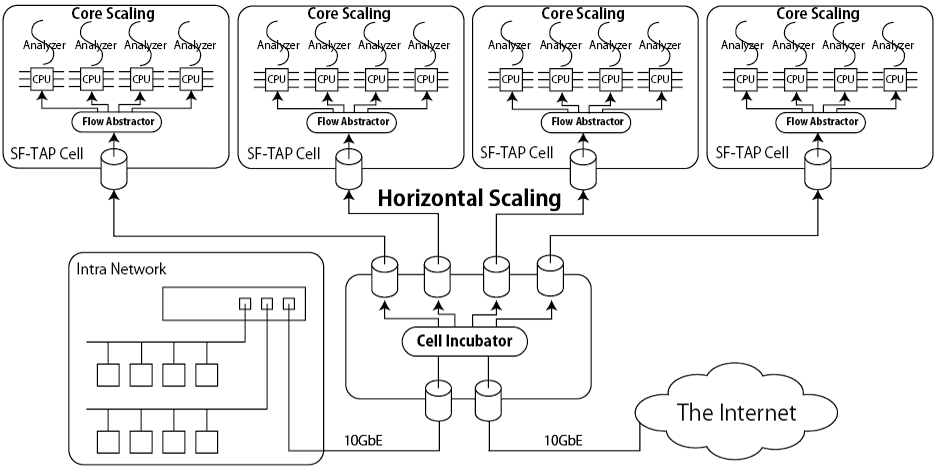 Core Scaling Core Scaling Core Scaling Core Scaling
Analyzer Analyzer Analyzer Analyzer Analyzer Analyzer Analyzer Analyzer Analyzer Analyzer Analyzer Analyzer Analyzer Analyzer Analyzer Analyzer
CPU CPU CPU CPU CPU CPU CPU CPU CPU CPU CPU CPU CPU CPU CPU CPU
Flow Abstractor Flow Abstractor Flow Abstractor Flow Abstractor
SF-TAP Cell SF-TAP Cell SF-TAP Cell SF-TAP Cell
Horizontal Scaling
Intra Network
Cell Incubator
The Internet
10GbE 10GbE